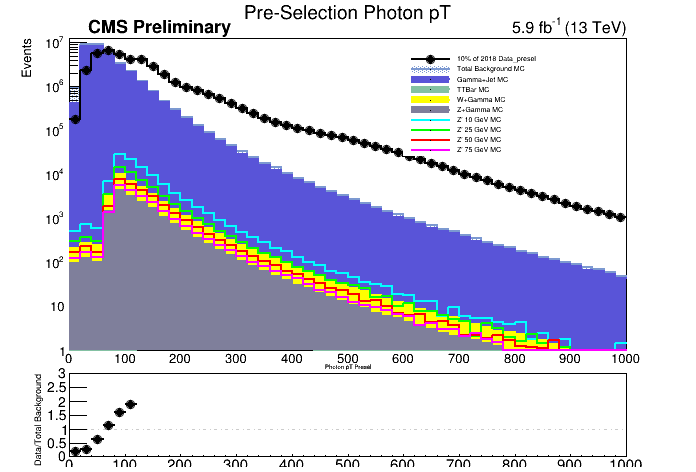 Pre-Selection Photon pT
CMS Preliminary
5.9 fb-1 (13 TeV)
Events
10^7
10^6
10^5
10^4
10^3
10^2
10
1
10% of 2018 Data_presel
Total Background MC
Gamma+Jet MC
TTBar MC
W+Gamma MC
Z+Gamma MC
Z' 10 GeV MC
Z' 25 GeV MC
Z' 50 GeV MC
Z' 75 GeV MC
0 100 200 300 400 500 600 700 800 900 1000
Photon pT Presel
Data/Total Background
3
2.5
2
1.5
1
0.5
0
0 100 200 300 400 500 600 700 800 900 1000